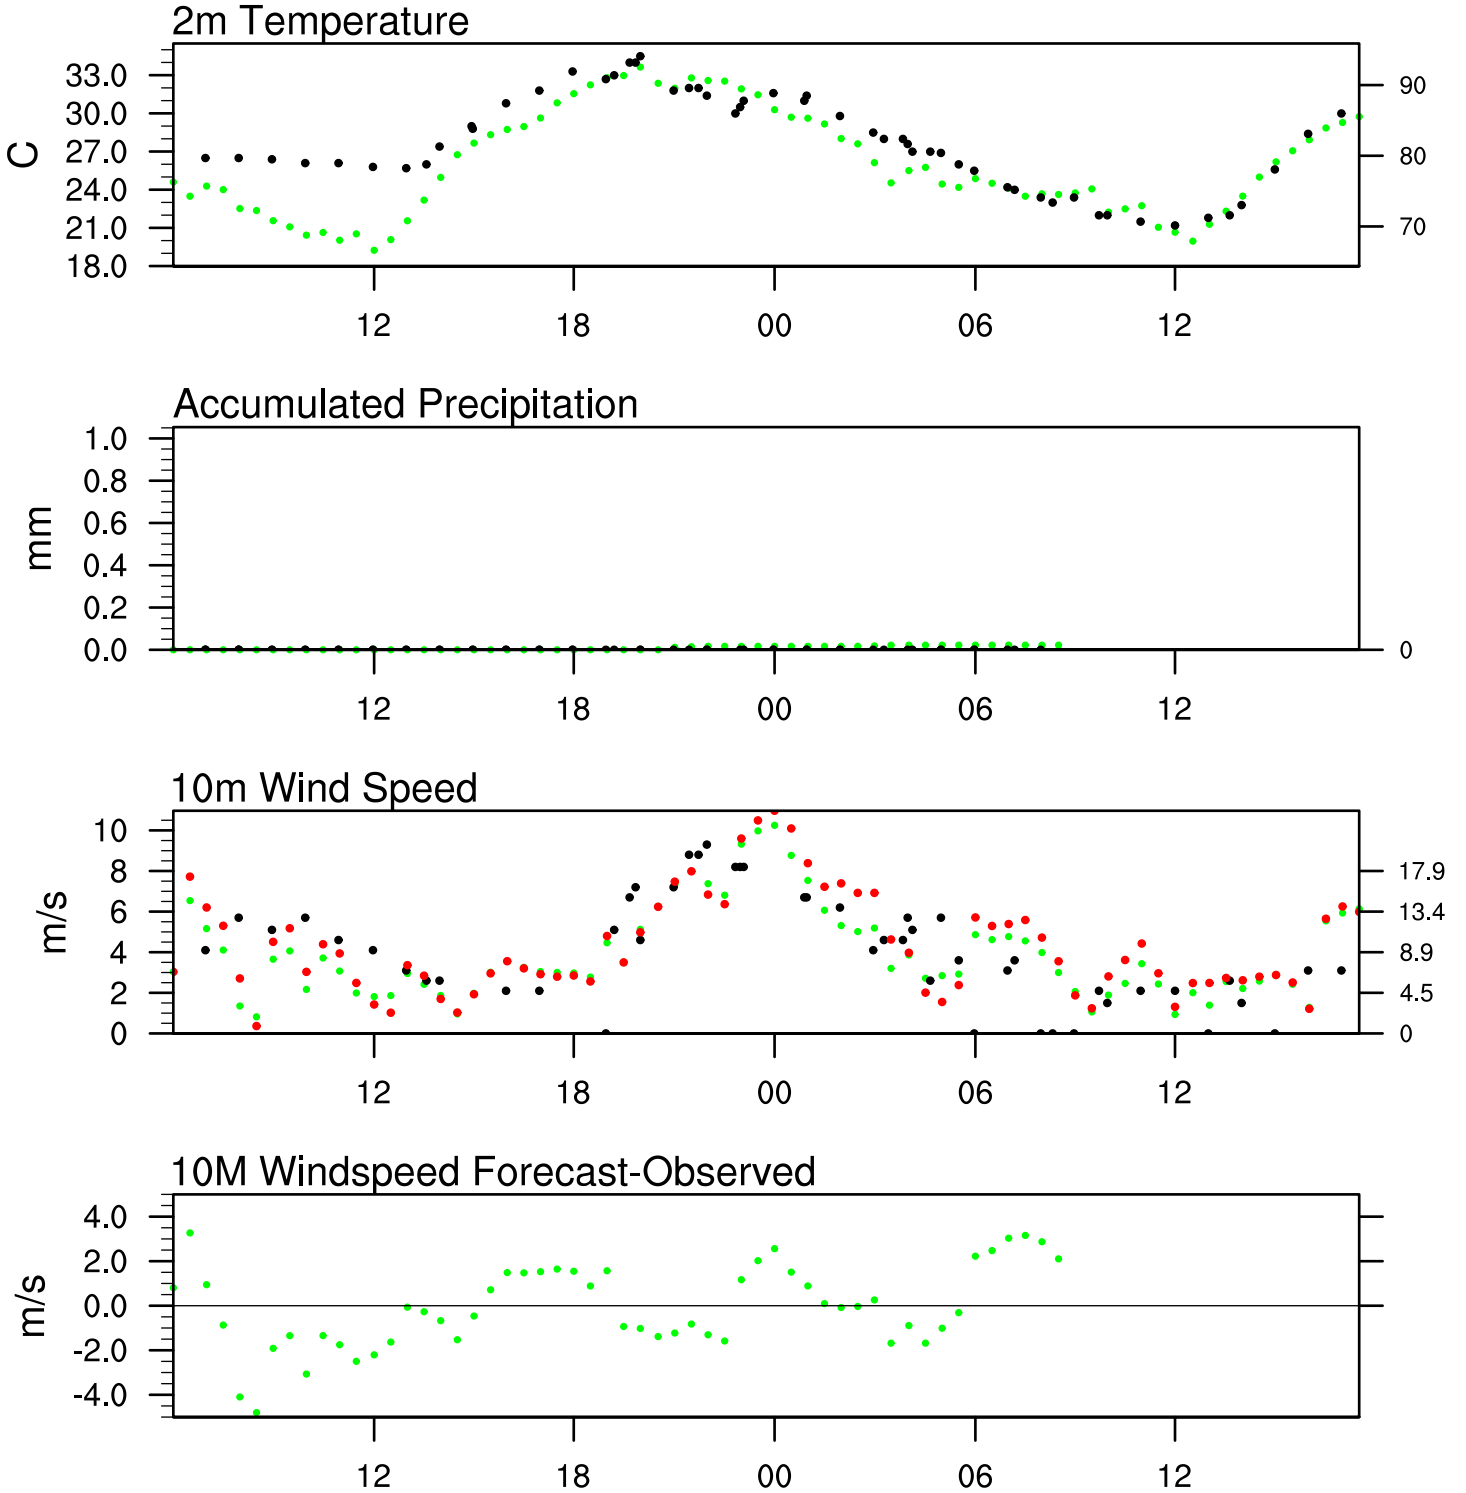 2m Temperature
C
33.0
30.0
27.0
24.0
21.0
18.0
90
80
70
12 18 00 06 12
Accumulated Precipitation
mm
1.0
0.8
0.6
0.4
0.2
0.0
0
12 18 00 06 12
10m Wind Speed
m/s
10
8
6
4
2
0
17.9
13.4
8.9
4.5
0
12 18 00 06 12
10M Windspeed Forecast-Observed
m/s
4.0
2.0
0.0
-2.0
-4.0
12 18 00 06 12